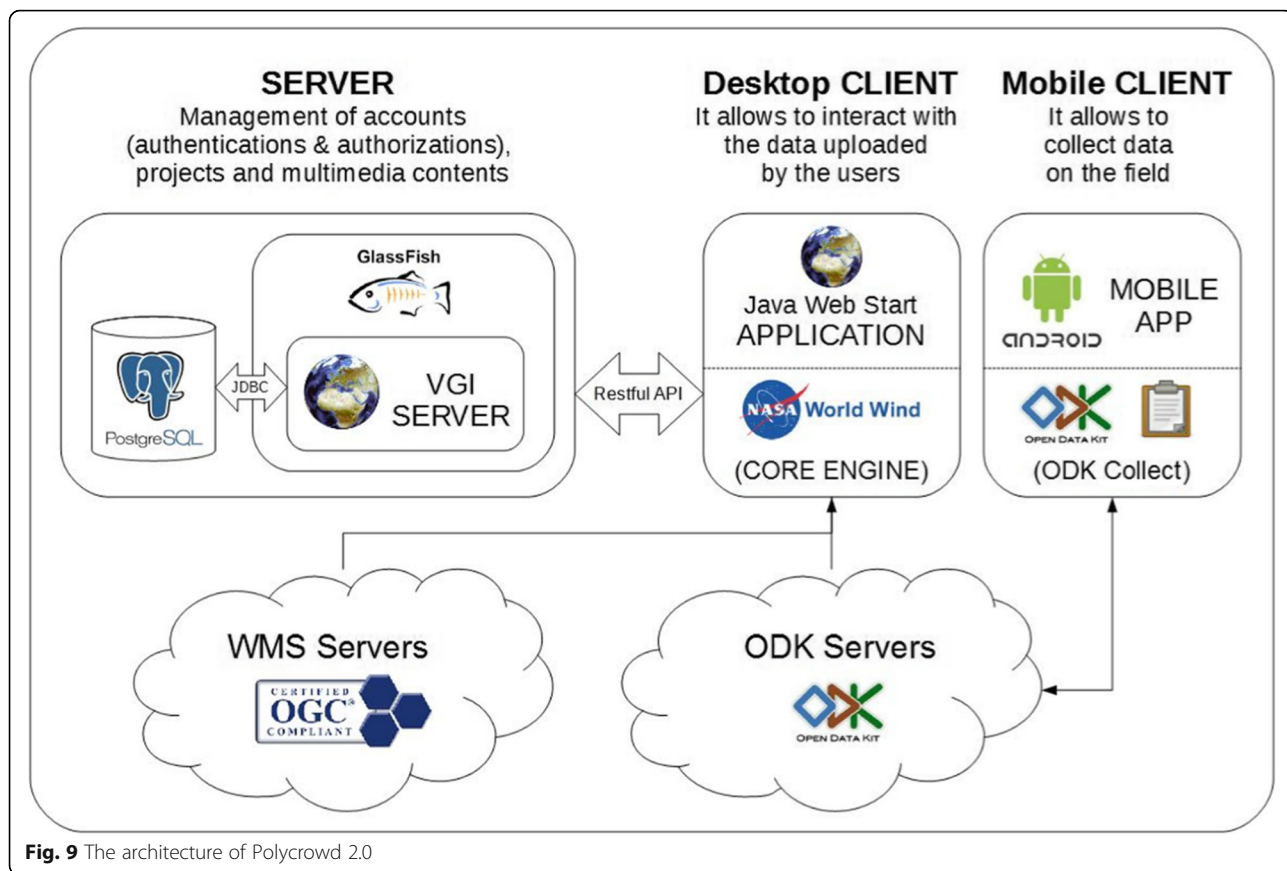 SERVER
Management of accounts
(authentications & authorizations),
projects and multimedia contents
Desktop CLIENT
It allows to interact with
the data uploaded
by the users
Mobile CLIENT
It allows to
collect data
on the field
GlassFish
PostgreSQL
JDBC
VGI
SERVER
Restful API
Java Web Start
APPLICATION
NASA World Wind
(CORE ENGINE)
ANDROID
MOBILE
APP
ODK
OPEN DATA KIT
(ODK Collect)
WMS Servers
CERTIFIED
OGC®
COMPLIANT
ODK Servers
ODK
OPEN DATA KIT
Fig. 9 The architecture of Polycrowd 2.0